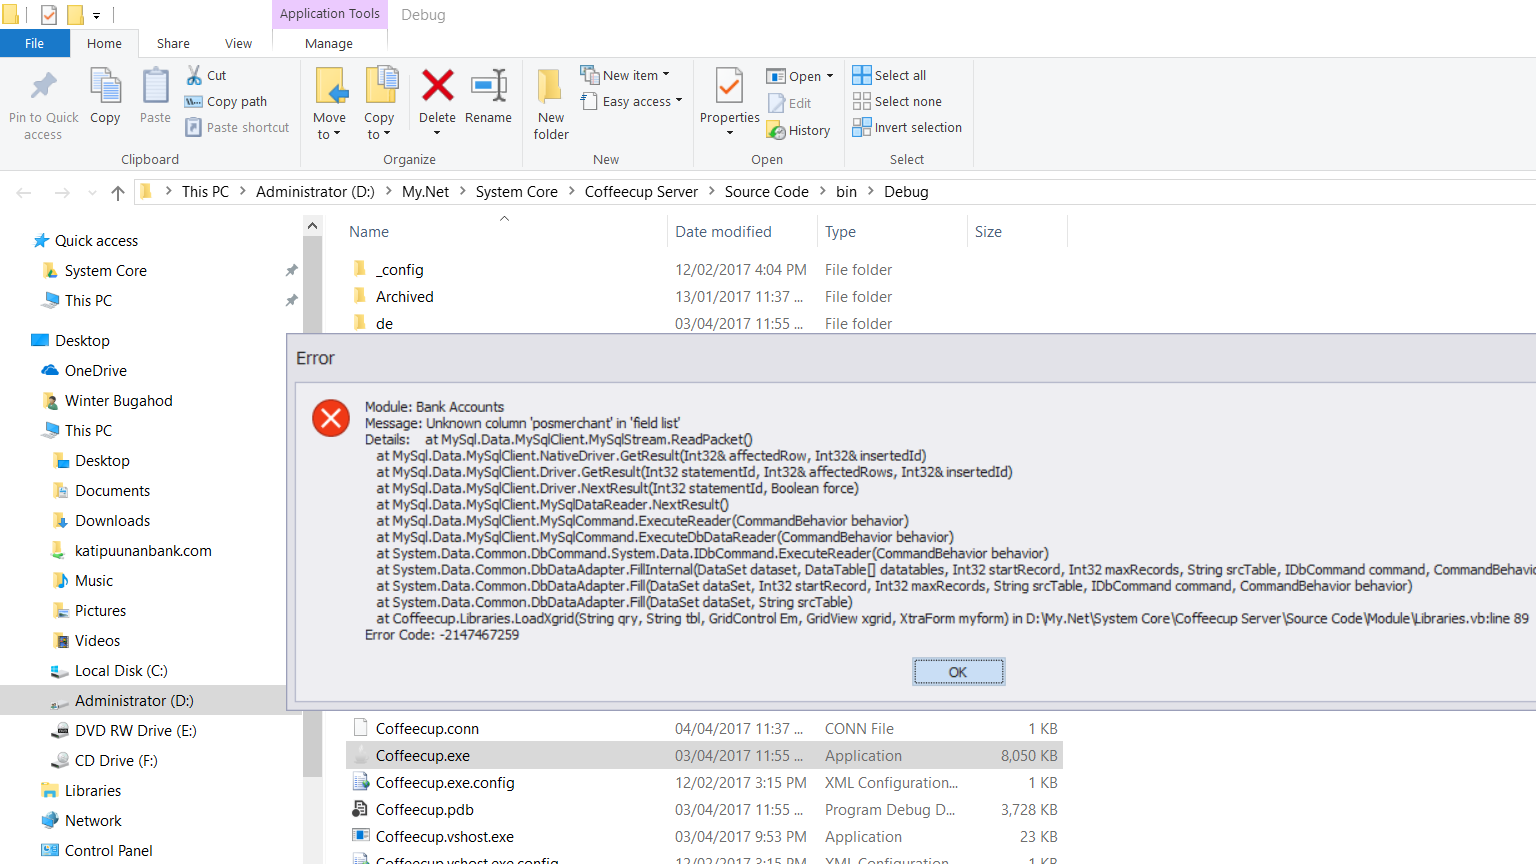 Application Tools
Debug
File
Home
Share
View
Manage
Pin to Quick access
Copy
Paste
Cut
Copy path
Paste shortcut
Clipboard
Move to
Copy to
Delete
Rename
Organize
New folder
New item
Easy access
New
Properties
Open
Edit
History
Open
Select all
Select none
Invert selection
Select
This PC
Administrator (D:)
My.Net
System Core
Coffeecup Server
Source Code
bin
Debug
Quick access
System Core
This PC
Desktop
OneDrive
Winter Bugahod
This PC
Desktop
Documents
Downloads
katipuunanbank.com
Music
Pictures
Videos
Local Disk (C:)
Administrator (D:)
DVD RW Drive (E:)
CD Drive (F:)
Libraries
Network
Control Panel
Name Date modified Type Size
_config 12/02/2017 4:04 PM File folder
Archived 13/01/2017 11:37 ... File folder
de 03/04/2017 11:55 ... File folder
Error
Module: Bank Accounts
Message: Unknown column 'posmerchant' in 'field list'
Details: at MySql.Data.MySqlClient.MySqlStream.ReadPacket()
at MySql.Data.MySqlClient.NativeDriver.GetResult(Int32& affectedRow, Int32& insertedId)
at MySql.Data.MySqlClient.Driver.GetResult(Int32 statementId, Int32& affectedRows, Int32& insertedId)
at MySql.Data.MySqlClient.Driver.NextResult(Int32 statementId, Boolean force)
at MySql.Data.MySqlClient.MySqlDataReader.NextResult()
at MySql.Data.MySqlClient.MySqlCommand.ExecuteReader(CommandBehavior behavior)
at MySql.Data.MySqlClient.MySqlCommand.ExecuteDbDataReader(CommandBehavior behavior)
at System.Data.Common.DbCommand.System.Data.IDbCommand.ExecuteReader(CommandBehavior behavior)
at System.Data.Common.DbDataAdapter.FillInternal(DataSet dataset, DataTable[] datatables, Int32 startRecord, Int32 maxRecords, String srcTable, IDbCommand command, CommandBehavio
at System.Data.Common.DbDataAdapter.Fill(DataSet dataSet, Int32 startRecord, Int32 maxRecords, String srcTable, IDbCommand command, CommandBehavior behavior)
at System.Data.Common.DbDataAdapter.Fill(DataSet dataSet, String srcTable)
at Coffeecup.Libraries.LoadXgrid(String qry, String tbl, GridControl Em, GridView xgrid, XtraForm myform) in D:\My.Net\System Core\Coffeecup Server\Source Code\Module\Libraries.vb:line 89
Error Code: -2147467259
OK
Coffeecup.conn 04/04/2017 11:37 ... CONN File 1 KB
Coffeecup.exe 03/04/2017 11:55 ... Application 8,050 KB
Coffeecup.exe.config 12/02/2017 3:15 PM XML Configuration... 1 KB
Coffeecup.pdb 03/04/2017 11:55 ... Program Debug D... 3,728 KB
Coffeecup.vshost.exe 03/04/2017 9:53 PM Application 23 KB
Coffeecup.vshost.exe.config 12/02/2017 3:15 PM XML Configuration 1 KB